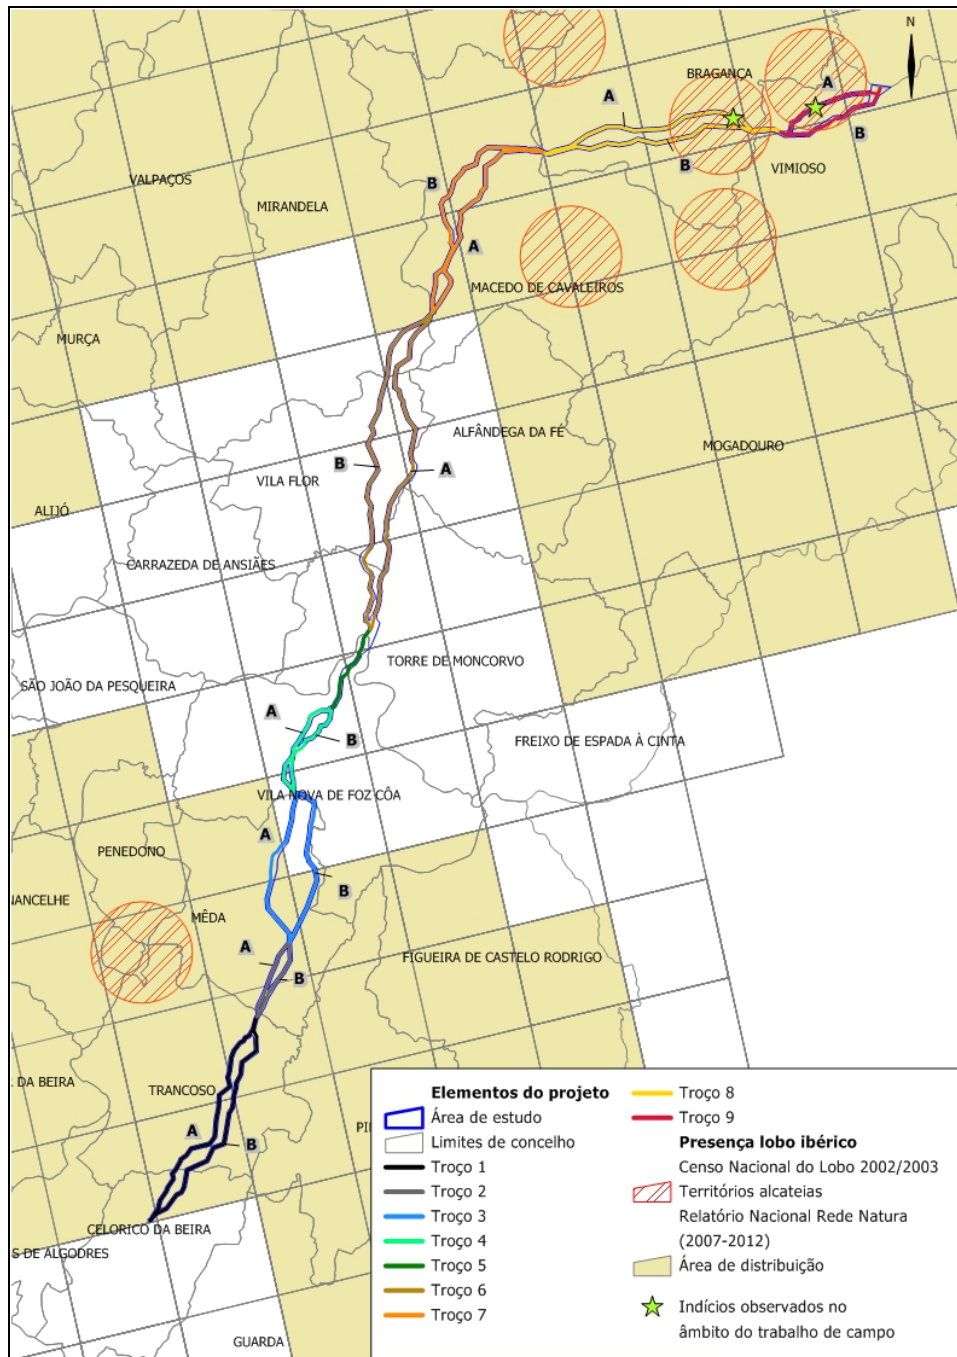 N
BRAGANÇA
A
A
B
B
VIMIOSO
VALPAÇOS
B
MIRANDELA
A
MACEDO DE CAVALEIROS
MURÇA
ALFÂNDEGA DA FÉ
MOGADOURO
B
A
VILA FLOR
ALIJÓ
CARRAZEDA DE ANSIÃES
TORRE DE MONCORVO
SÃO JOÃO DA PESQUEIRA
A
B
FREIXO DE ESPADA À CINTA
VILA NOVA DE FOZ CÔA
A
PENEDONO
B
NANCELHE
MÊDA
A
FIGUEIRA DE CASTELO RODRIGO
B
DA BEIRA
TRANCOSO
A
B
PI
CELORICO DA BEIRA
S DE ALGODRES
GUARDA
Elementos do projeto
Área de estudo
Limites de concelho
Troço 1
Troço 2
Troço 3
Troço 4
Troço 5
Troço 6
Troço 7
Troço 8
Troço 9
Presença lobo ibérico
Censo Nacional do Lobo 2002/2003
Territórios alcateias
Relatório Nacional Rede Natura
(2007-2012)
Área de distribuição
Indícios observados no
âmbito do trabalho de campo